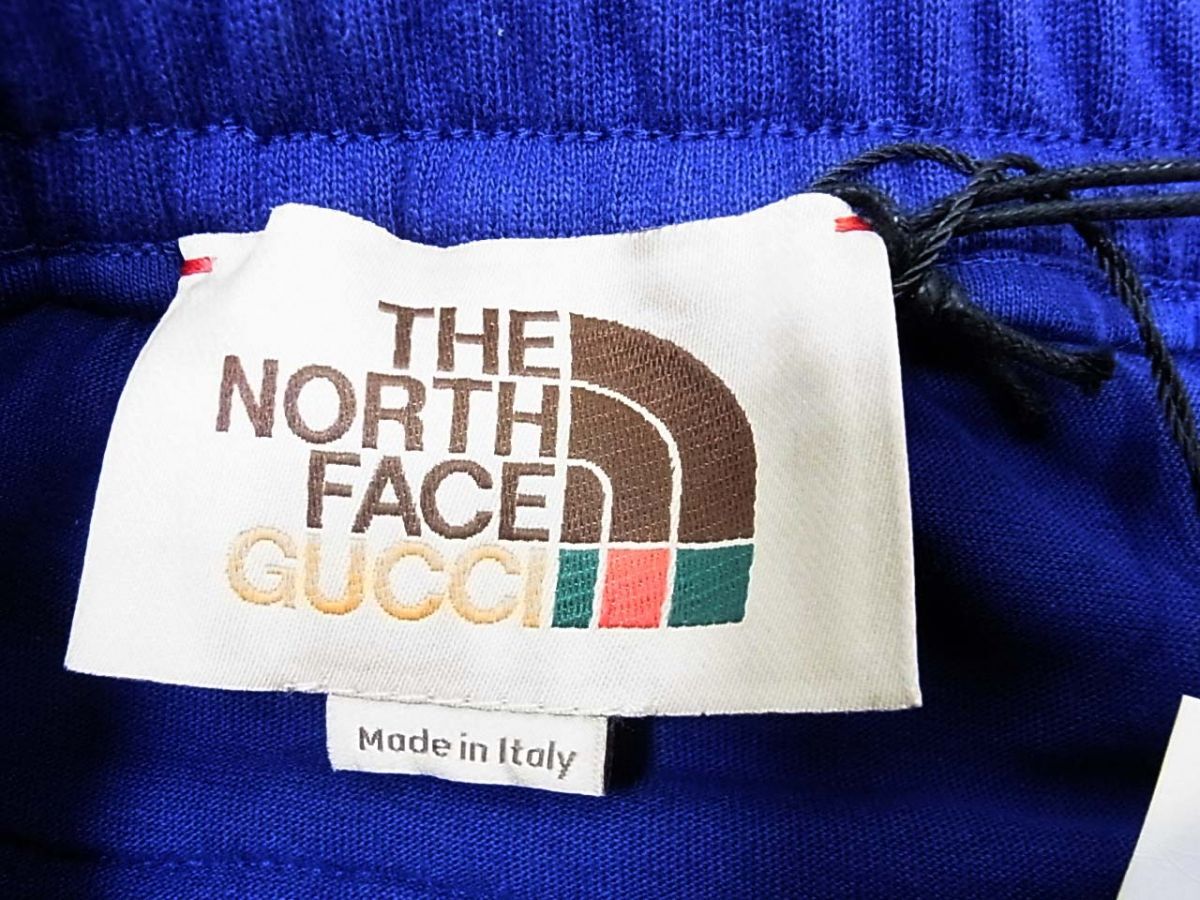 THE
NORTH
FACE
GUCCI
Made in Italy